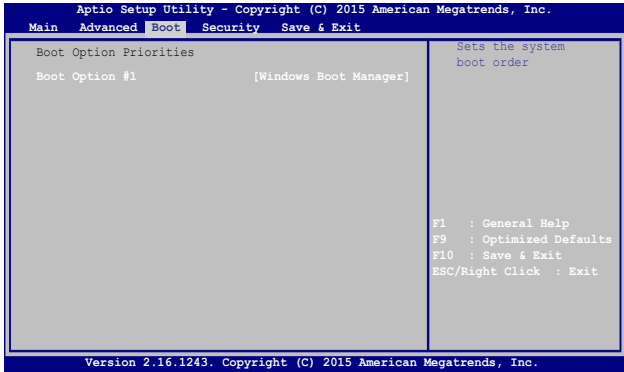 Aptio Setup Utility - Copyright (C) 2015 American Megatrends, Inc.
Main Advanced Boot Security Save & Exit
Boot Option Priorities
Boot Option #1 [Windows Boot Manager]
Sets the system
boot order
F1 : General Help
F9 : Optimized Defaults
F10 : Save & Exit
ESC/Right Click : Exit
Version 2.16.1243. Copyright (C) 2015 American Megatrends, Inc.